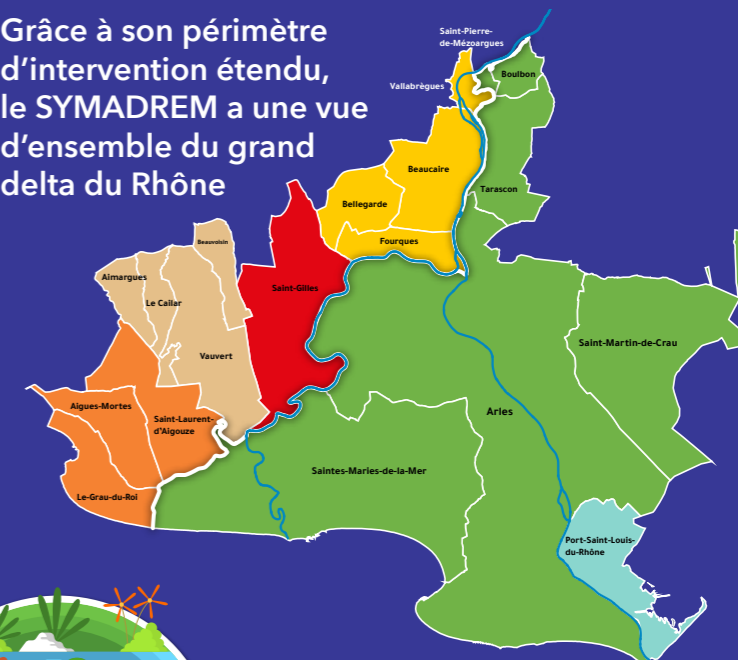 Grâce à son périmètre
d’intervention étendu,
le SYMADREM a une vue
d’ensemble du grand
delta du Rhône
Saint-Pierre-
de-Mézoargues
Boulbon
Vallabrègues
Beaucaire
Tarascon
Bellegarde
Fourques
Beauvoisin
Aimargues
Saint-Gilles
Le Cailar
Saint-Martin-de-Crau
Vauvert
Aigues-Mortes
Saint-Laurent-
d’Aigouze
Arles
Saintes-Maries-de-la-Mer
Le-Grau-du-Roi
Port-Saint-Louis-
du-Rhône